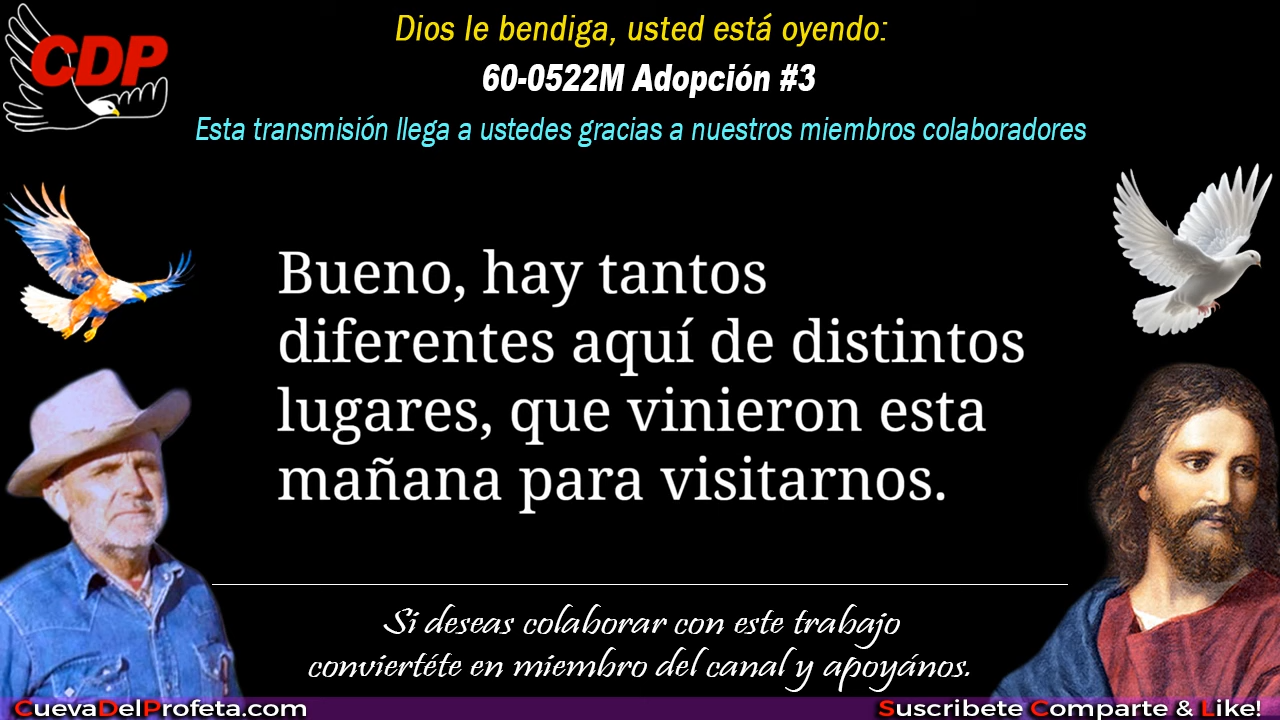 CDP
Dios le bendiga, usted está oyendo:
60-0522M Adopción #3
Esta transmisión llega a ustedes gracias a nuestros miembros colaboradores
Bueno, hay tantos
diferentes aquí de distintos
lugares, que vinieron esta
mañana para visitarnos.
Si deseas colaborar con este trabajo
conviertéte en miembro del canal y apoyános.
CuevaDelProfeta.com
Suscribete Comparte & Like!